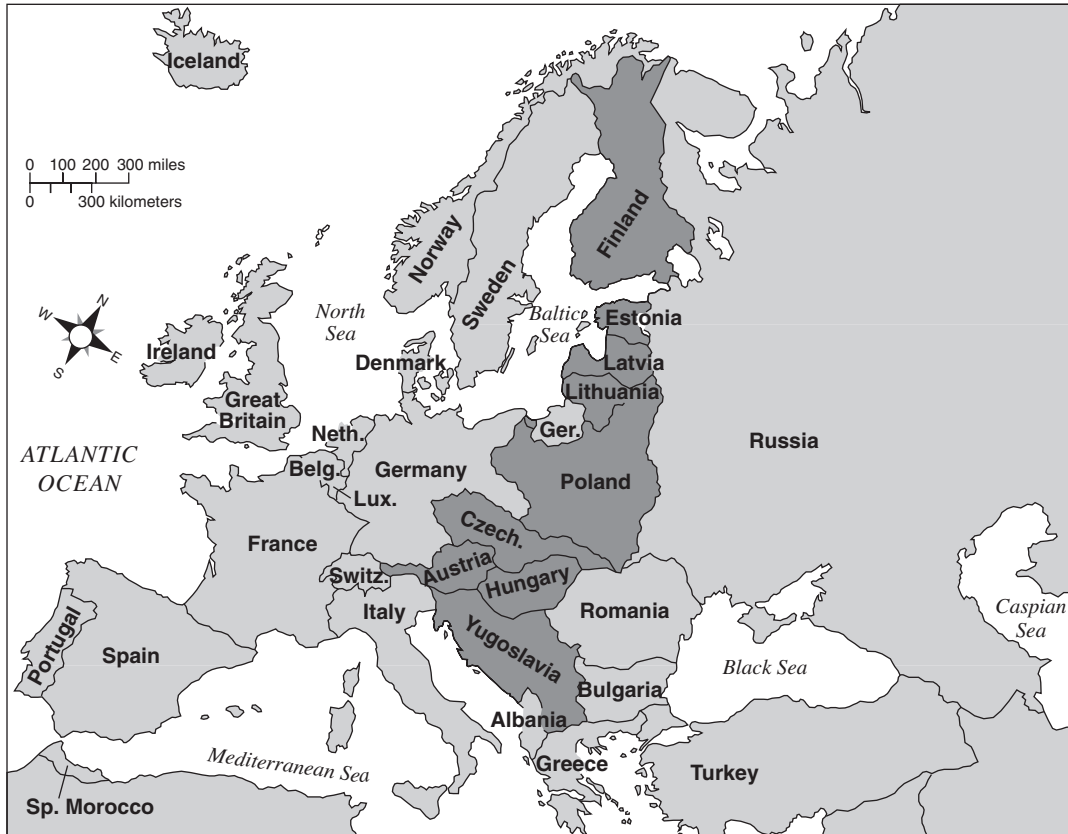 Iceland
0 100 200 300 miles
0 300 kilometers
N
W
E
S
Norway
Sweden
Finland
North
Sea
Baltic
Sea
Estonia
Latvia
Lithuania
Ireland
Great
Britain
Denmark
Neth.
Belg.
Lux.
Germany
Ger.
Poland
Russia
ATLANTIC
OCEAN
France
Switz.
Czech.
Austria
Hungary
Italy
Romania
Yugoslavia
Bulgaria
Albania
Greece
Portugal
Spain
Black Sea
Caspian
Sea
Mediterranean Sea
Turkey
Sp. Morocco